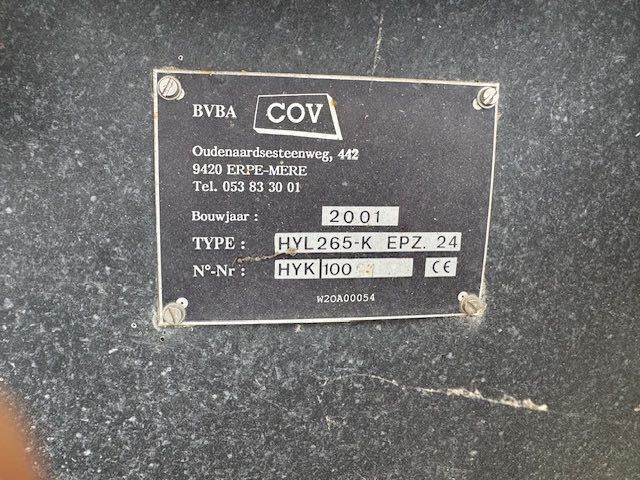 BVBA COV
Oudenaardsesteenweg, 442
9420 ERPE-MERE
Tel. 053 83 30 01
Bouwjaar : 2001
TYPE : HYL265-K EPZ. 24
N°-Nr : HYK 100 CE
W20A00054